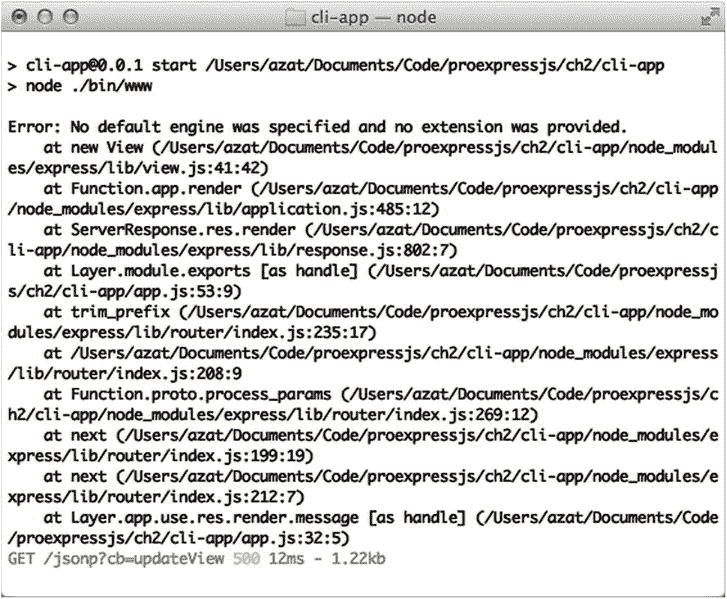 cli-app — node
> cli-app@0.0.1 start /Users/azat/Documents/Code/proexpressjs/ch2/cli-app
> node ./bin/www
Error: No default engine was specified and no extension was provided.
    at new View (/Users/azat/Documents/Code/proexpressjs/ch2/cli-app/node_modul
es/express/lib/view.js:41:42)
    at Function.app.render (/Users/azat/Documents/Code/proexpressjs/ch2/cli-app
/node_modules/express/lib/application.js:485:12)
    at ServerResponse.res.render (/Users/azat/Documents/Code/proexpressjs/ch2/c
li-app/node_modules/express/lib/response.js:802:7)
    at Layer.module.exports [as handle] (/Users/azat/Documents/Code/proexpressj
s/ch2/cli-app/app.js:53:9)
    at trim_prefix (/Users/azat/Documents/Code/proexpressjs/ch2/cli-app/node_mo
dules/express/lib/router/index.js:235:17)
    at /Users/azat/Documents/Code/proexpressjs/ch2/cli-app/node_modules/express
/lib/router/index.js:208:9
    at Function.proto.process_params (/Users/azat/Documents/Code/proexpressjs/c
h2/cli-app/node_modules/express/lib/router/index.js:269:12)
    at next (/Users/azat/Documents/Code/proexpressjs/ch2/cli-app/node_modules/e
xpress/lib/router/index.js:199:19)
    at next (/Users/azat/Documents/Code/proexpressjs/ch2/cli-app/node_modules/e
xpress/lib/router/index.js:212:7)
    at Layer.app.use.res.render.message [as handle] (/Users/azat/Documents/Code
/proexpressjs/ch2/cli-app/app.js:32:5)
GET /jsonp?cb=updateView 500 12ms - 1.22kb